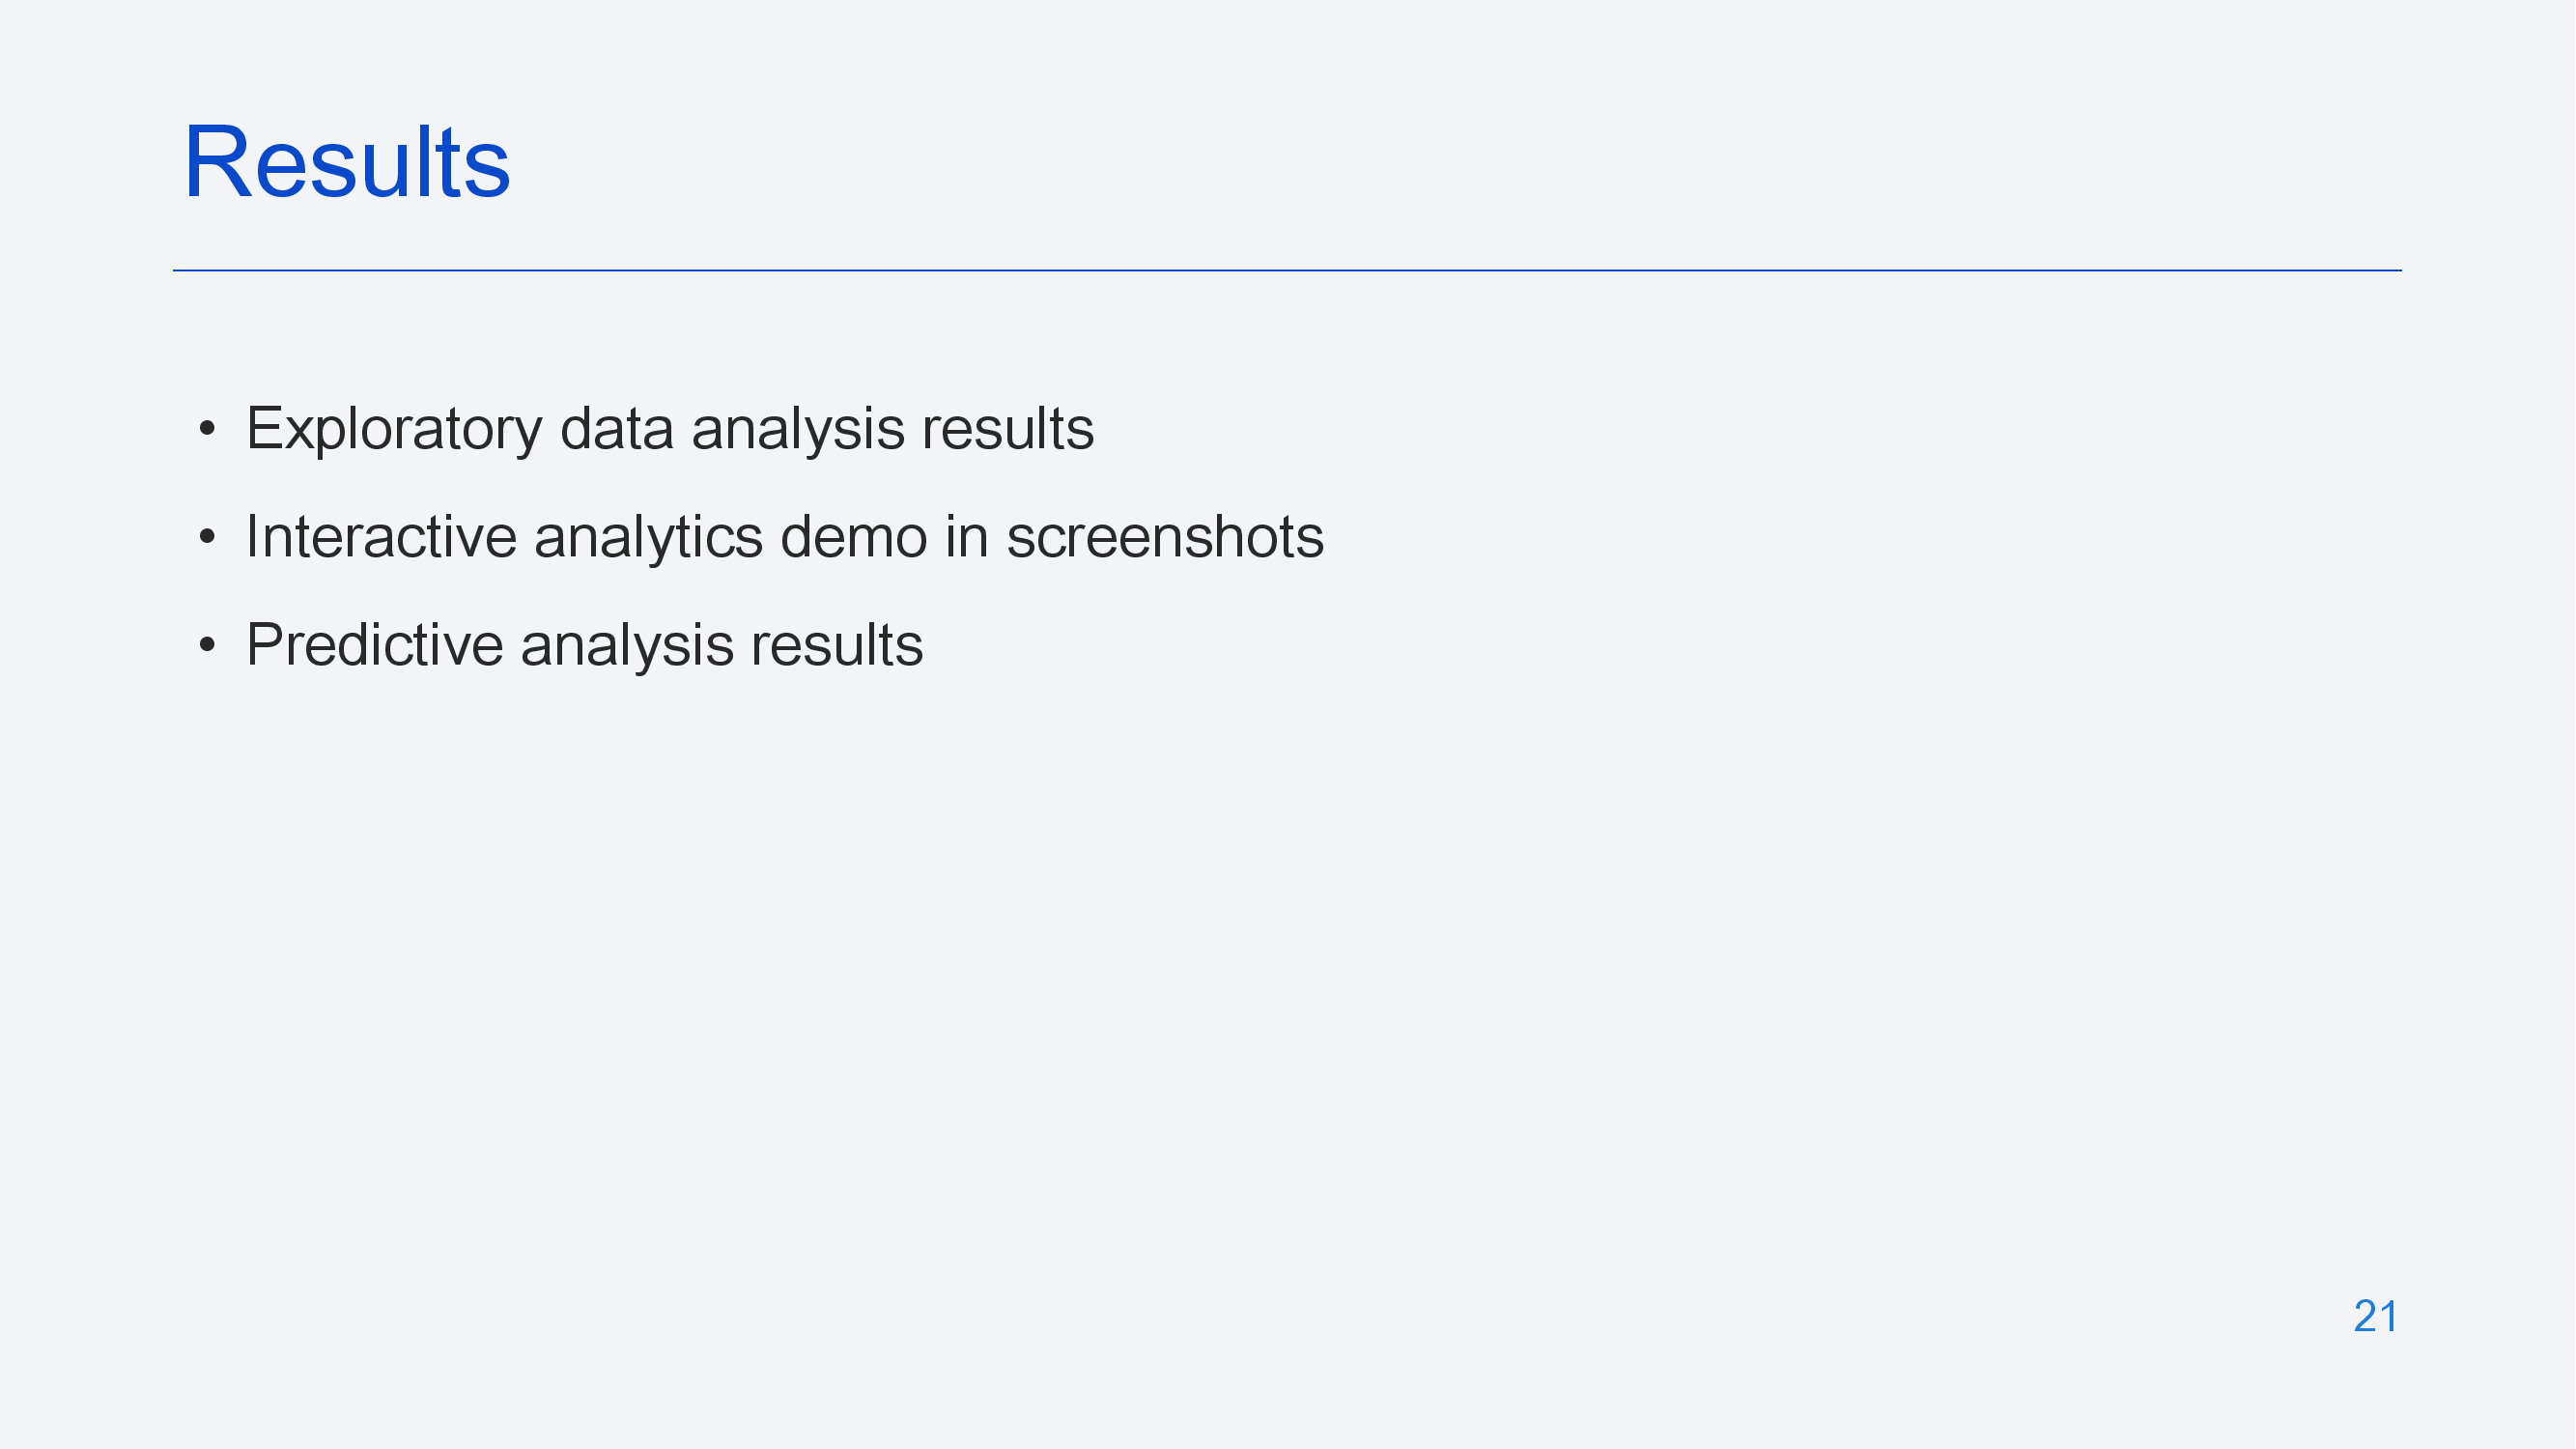 Results
• Exploratory data analysis results
• Interactive analytics demo in screenshots
• Predictive analysis results
21